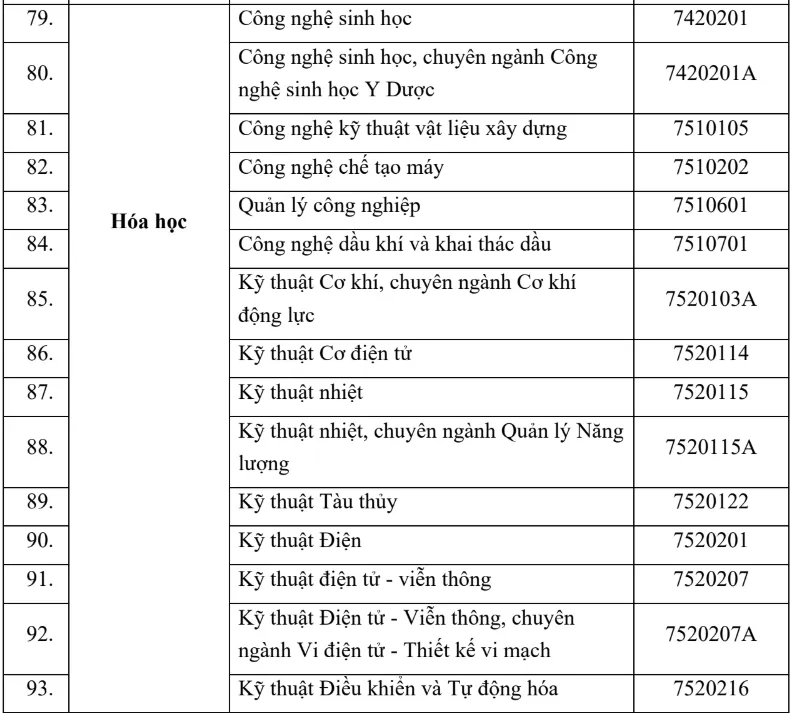 79. Công nghệ sinh học 7420201
80. Công nghệ sinh học, chuyên ngành Công
nghệ sinh học Y Dược 7420201A
81. Công nghệ kỹ thuật vật liệu xây dựng 7510105
82. Công nghệ chế tạo máy 7510202
83. Quản lý công nghiệp 7510601
Hóa học
84. Công nghệ dầu khí và khai thác dầu 7510701
85. Kỹ thuật Cơ khí, chuyên ngành Cơ khí
động lực 7520103A
86. Kỹ thuật Cơ điện tử 7520114
87. Kỹ thuật nhiệt 7520115
88. Kỹ thuật nhiệt, chuyên ngành Quản lý Năng
lượng 7520115A
89. Kỹ thuật Tàu thủy 7520122
90. Kỹ thuật Điện 7520201
91. Kỹ thuật điện tử - viễn thông 7520207
92. Kỹ thuật Điện tử - Viễn thông, chuyên
ngành Vi điện tử - Thiết kế vi mạch 7520207A
93. Kỹ thuật Điều khiển và Tự động hóa 7520216